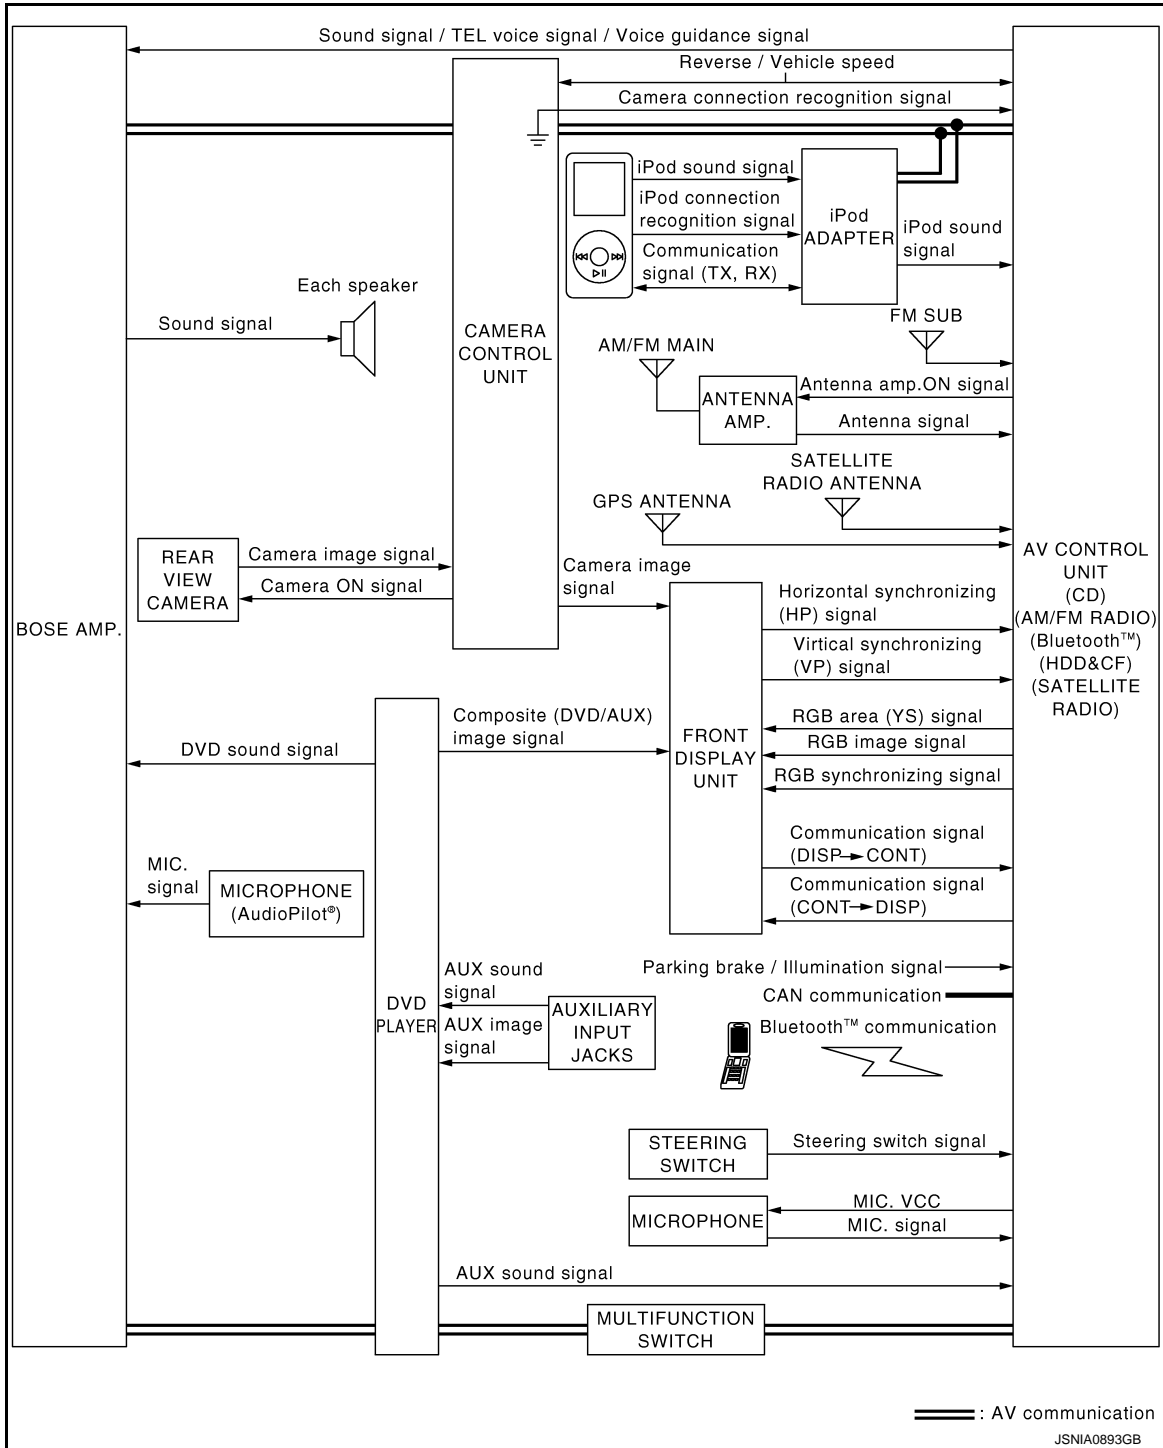 Sound signal / TEL voice signal / Voice guidance signal
Reverse / Vehicle speed
Camera connection recognition signal
iPod sound signal
iPod connection
recognition signal
Communication
signal (TX, RX)
iPod
ADAPTER
iPod sound
signal
Each speaker
Sound signal
CAMERA
CONTROL
UNIT
FM SUB
AM/FM MAIN
ANTENNA
AMP.
Antenna amp.ON signal
Antenna signal
SATELLITE
RADIO ANTENNA
GPS ANTENNA
REAR
VIEW
CAMERA
Camera image signal
Camera ON signal
Camera image
signal
BOSE AMP.
AV CONTROL
UNIT
(CD)
(AM/FM RADIO)
(Bluetooth™)
(HDD&CF)
(SATELLITE
RADIO)
Horizontal synchronizing
(HP) signal
Virtical synchronizing
(VP) signal
RGB area (YS) signal
RGB image signal
RGB synchronizing signal
FRONT
DISPLAY
UNIT
Composite (DVD/AUX)
image signal
DVD sound signal
Communication signal
(DISP→CONT)
Communication signal
(CONT→DISP)
MIC.
signal
MICROPHONE
(AudioPilot®)
Parking brake / Illumination signal
CAN communication
Bluetooth™ communication
DVD
PLAYER
AUX sound
signal
AUX image
signal
AUXILIARY
INPUT
JACKS
STEERING
SWITCH
Steering switch signal
MICROPHONE
MIC. VCC
MIC. signal
AUX sound signal
MULTIFUNCTION
SWITCH
: AV communication
JSNIA0893GB